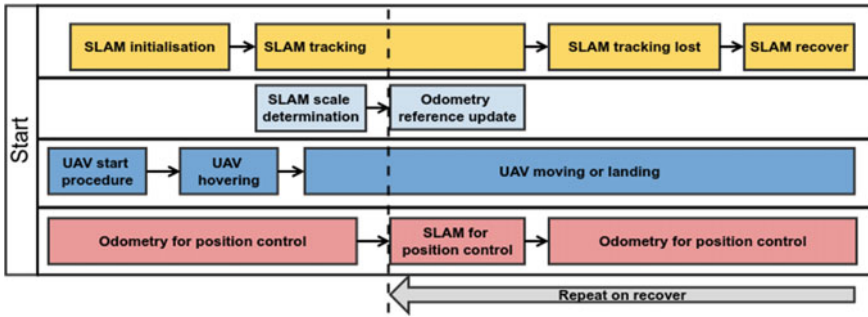 Start
SLAM initialisation
SLAM tracking
SLAM tracking lost
SLAM recover
SLAM scale
determination
Odometry
reference update
UAV start
procedure
UAV
hovering
UAV moving or landing
Odometry for position control
SLAM for
position control
Odometry for position control
Repeat on recover